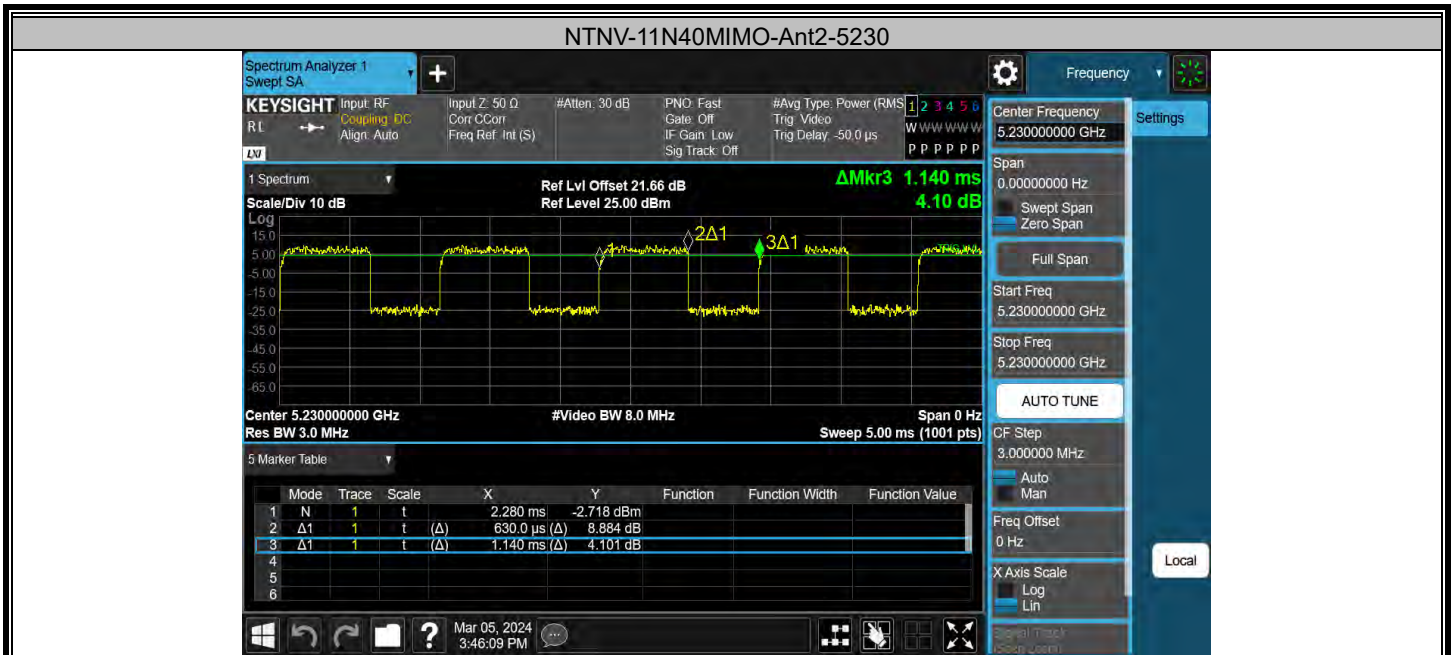 NTNV-11N40MIMO-Ant2-5230
Spectrum Analyzer 1
Swept SA
+
Frequency
KEYSIGHT
RL
LXI
Input: RF
Coupling: DC
Align: Auto
Input Z: 50 Ω
Corr CCorr
Freq Ref: Int (S)
#Atten: 30 dB
PNO: Fast
Gate: Off
IF Gain: Low
Sig Track: Off
#Avg Type: Power (RMS
Trig: Video
Trig Delay: -50.0 µs
1 2 3 4 5 6
W W W W W W
P P P P P P
Center Frequency
5.230000000 GHz
Settings
Span
0.00000000 Hz
Swept Span
Zero Span
Full Span
Start Freq
5.230000000 GHz
Stop Freq
5.230000000 GHz
AUTO TUNE
CF Step
3.000000 MHz
Auto
Man
Freq Offset
0 Hz
X Axis Scale
Log
Lin
Signal Track
(Span Zoom)
Local
1 Spectrum
Scale/Div 10 dB
Ref Lvl Offset 21.66 dB
Ref Level 25.00 dBm
ΔMkr3 1.140 ms
4.10 dB
Log
15.0
5.00
-5.00
-15.0
-25.0
-35.0
-45.0
-55.0
-65.0
1
2Δ1
3Δ1
Center 5.230000000 GHz
Res BW 3.0 MHz
#Video BW 8.0 MHz
Span 0 Hz
Sweep 5.00 ms (1001 pts)
5 Marker Table
Mode Trace Scale X Y Function Function Width Function Value
1 N 1 t 2.280 ms -2.718 dBm
2 Δ1 1 t (Δ) 630.0 µs (Δ) 8.884 dB
3 Δ1 1 t (Δ) 1.140 ms (Δ) 4.101 dB
4
5
6
?
Mar 05, 2024
3:46:09 PM